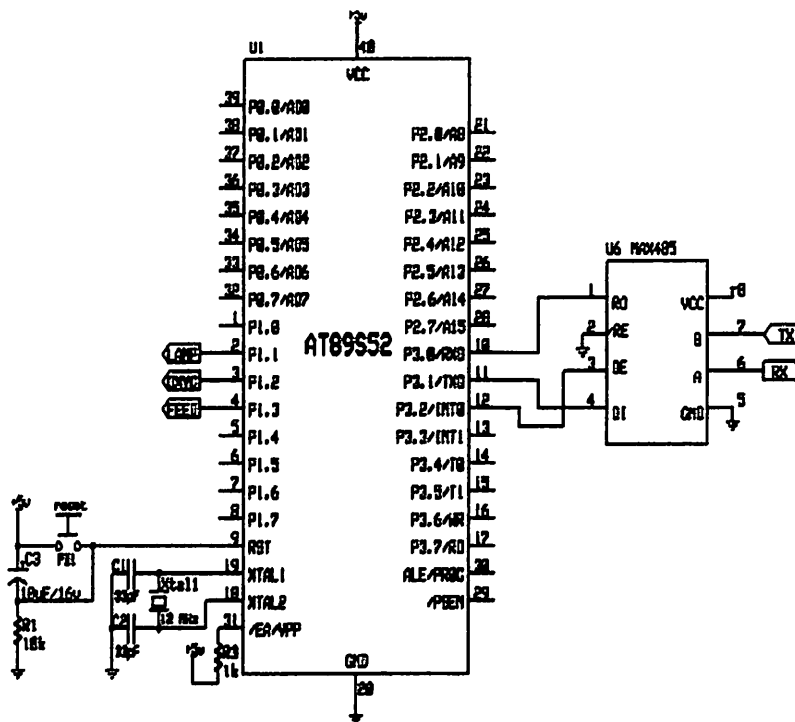 +5v
U1
40
VCC
39 P0.0/AD0
38 P0.1/AD1
37 P0.2/AD2
36 P0.3/AD3
35 P0.4/AD4
34 P0.5/AD5
33 P0.6/AD6
32 P0.7/AD7
1 P1.0
LAMP 2 P1.1
3 P1.2
FEED 4 P1.3
5 P1.4
6 P1.5
7 P1.6
8 P1.7
9 RST
19 XTAL1
18 XTAL2
31 /EA/VPP
AT89S52
P2.0/A8 21
P2.1/A9 22
P2.2/A10 23
P2.3/A11 24
P2.4/A12 25
P2.5/A13 26
P2.6/A14 27
P2.7/A15 28
P3.0/RXD 10
P3.1/TXD 11
P3.2/INT0 12
P3.3/INT1 13
P3.4/T0 14
P3.5/T1 15
P3.6/WR 16
P3.7/RD 17
ALE/PROG 30
/PSEN 29
GND
20
U6 MAX485
1 RO
2 RE
3 DE
4 DI
VCC 8
B 7 TX
A 6 RX
GND 5
+5v
reset
C3
10uF/16v
R1
10k
C1
33pF
Xtal1
12 MHz
C2
33pF
+5v
1k